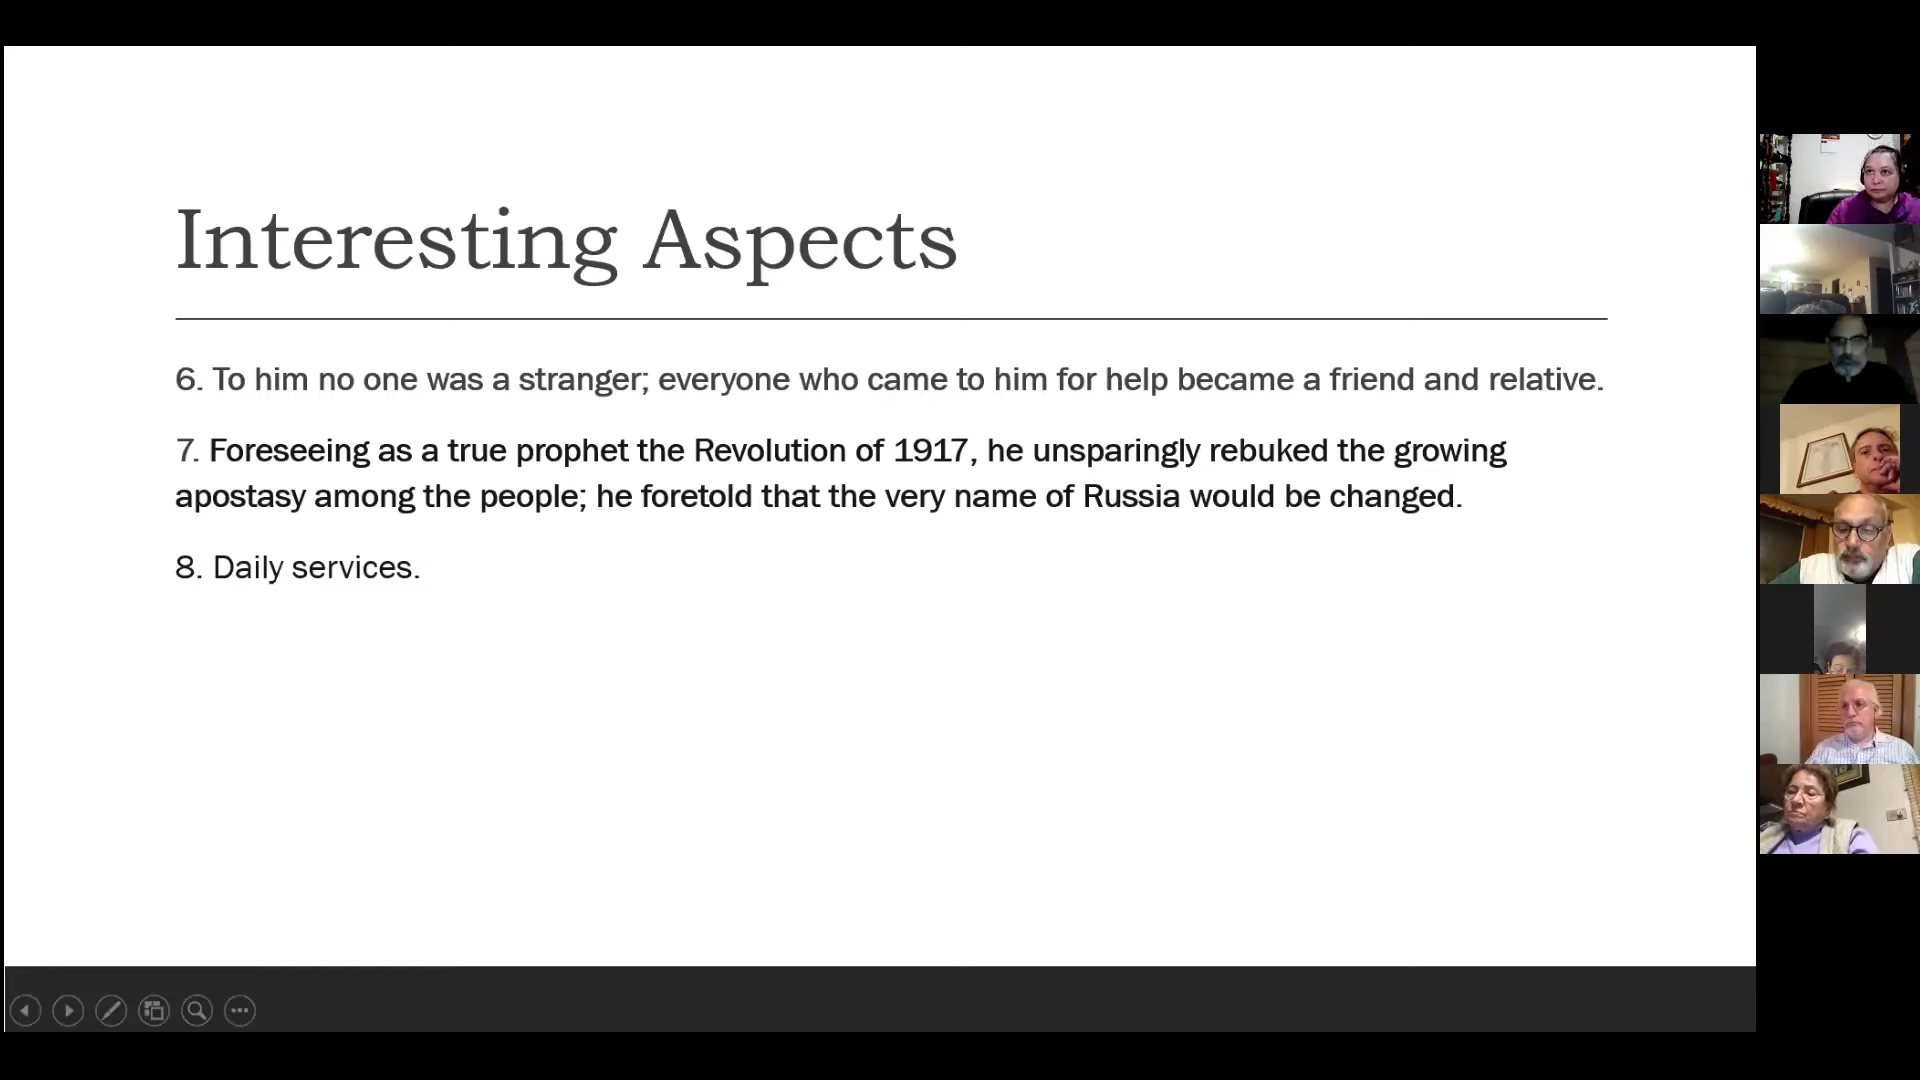 Interesting Aspects
6. To him no one was a stranger; everyone who came to him for help became a friend and relative.
7. Foreseeing as a true prophet the Revolution of 1917, he unsparingly rebuked the growing
apostasy among the people; he foretold that the very name of Russia would be changed.
8. Daily services.